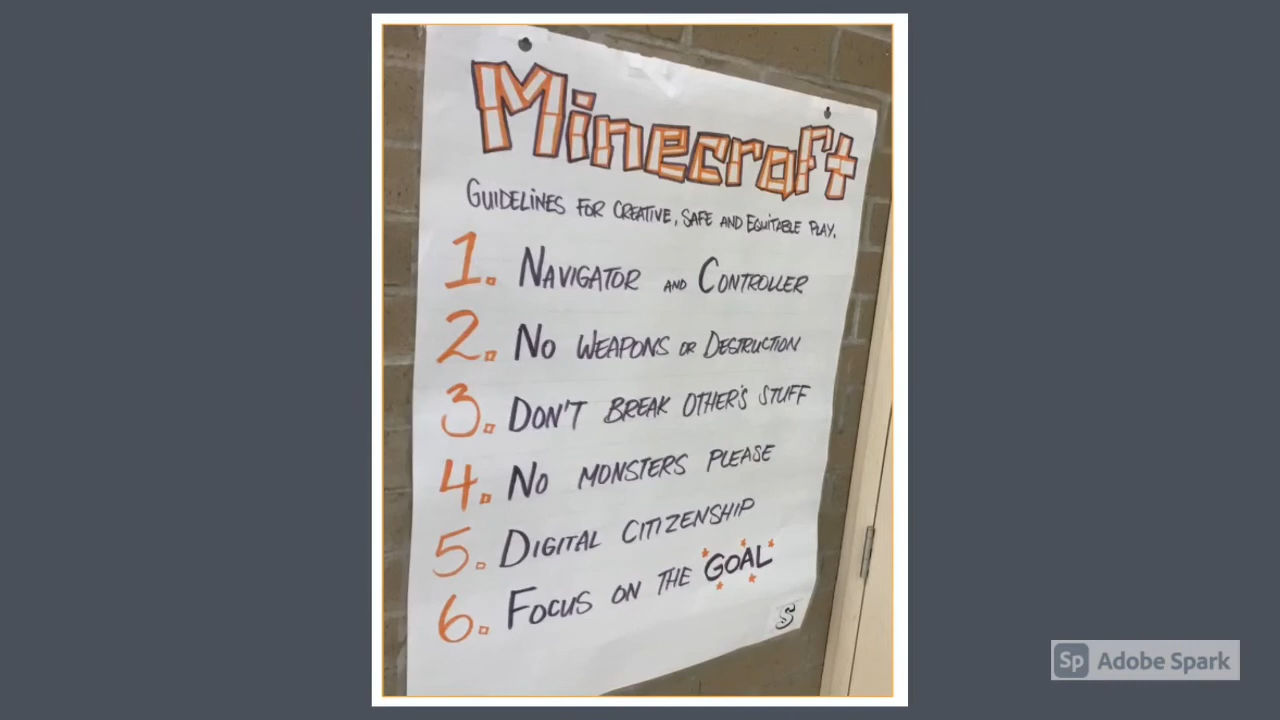 Minecraft
GUIDELINES FOR CREATIVE, SAFE AND EQUITABLE PLAY.
1. NAVIGATOR AND CONTROLLER
2. NO WEAPONS OR DESTRUCTION
3. DON'T BREAK OTHER'S STUFF
4. NO MONSTERS PLEASE
5. DIGITAL CITIZENSHIP
6. FOCUS ON THE GOAL
S
Sp Adobe Spark